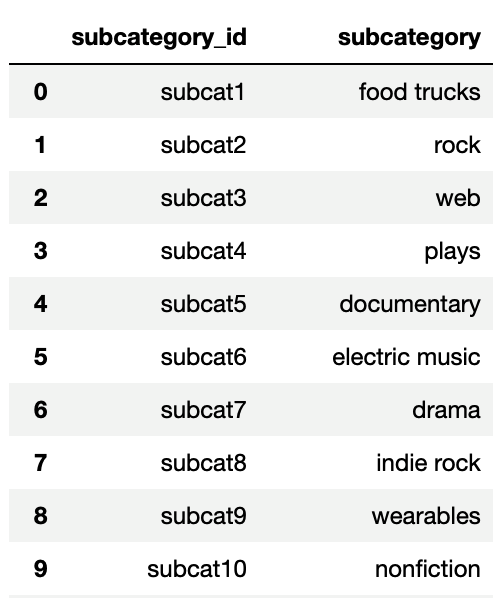 subcategory_id subcategory
0 subcat1 food trucks
1 subcat2 rock
2 subcat3 web
3 subcat4 plays
4 subcat5 documentary
5 subcat6 electric music
6 subcat7 drama
7 subcat8 indie rock
8 subcat9 wearables
9 subcat10 nonfiction